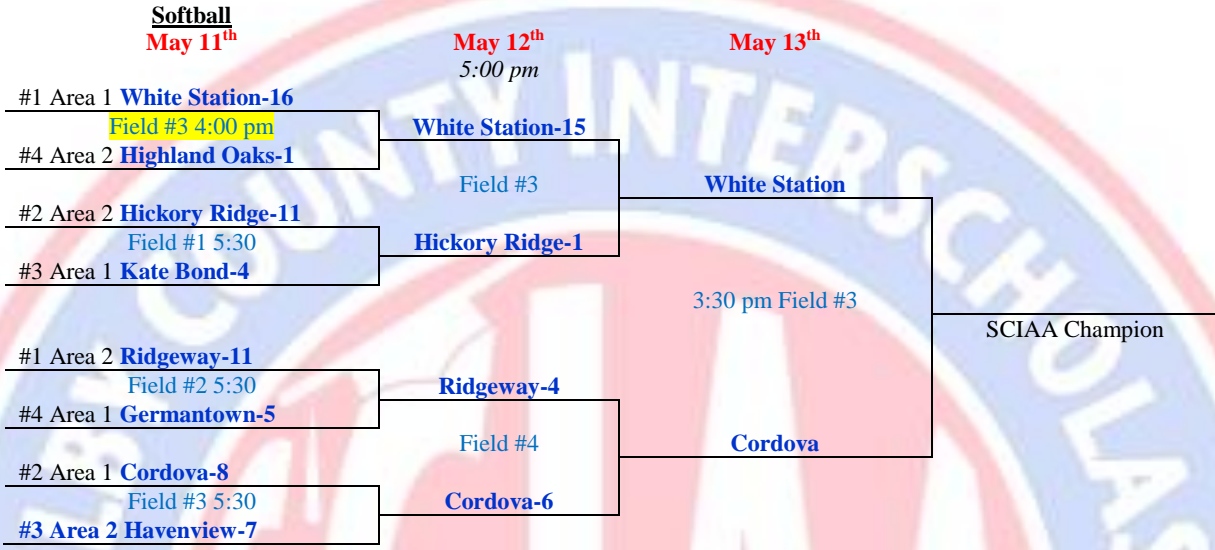 Softball
May 11th
May 12th
May 13th
5:00 pm
#1 Area 1 White Station-16
Field #3 4:00 pm
White Station-15
#4 Area 2 Highland Oaks-1
Field #3
White Station
#2 Area 2 Hickory Ridge-11
Field #1 5:30
Hickory Ridge-1
#3 Area 1 Kate Bond-4
3:30 pm Field #3
SCIAA Champion
#1 Area 2 Ridgeway-11
Field #2 5:30
Ridgeway-4
#4 Area 1 Germantown-5
Field #4
Cordova
#2 Area 1 Cordova-8
Field #3 5:30
Cordova-6
#3 Area 2 Havenview-7
LBY COUNTY INTERSCHOLAS